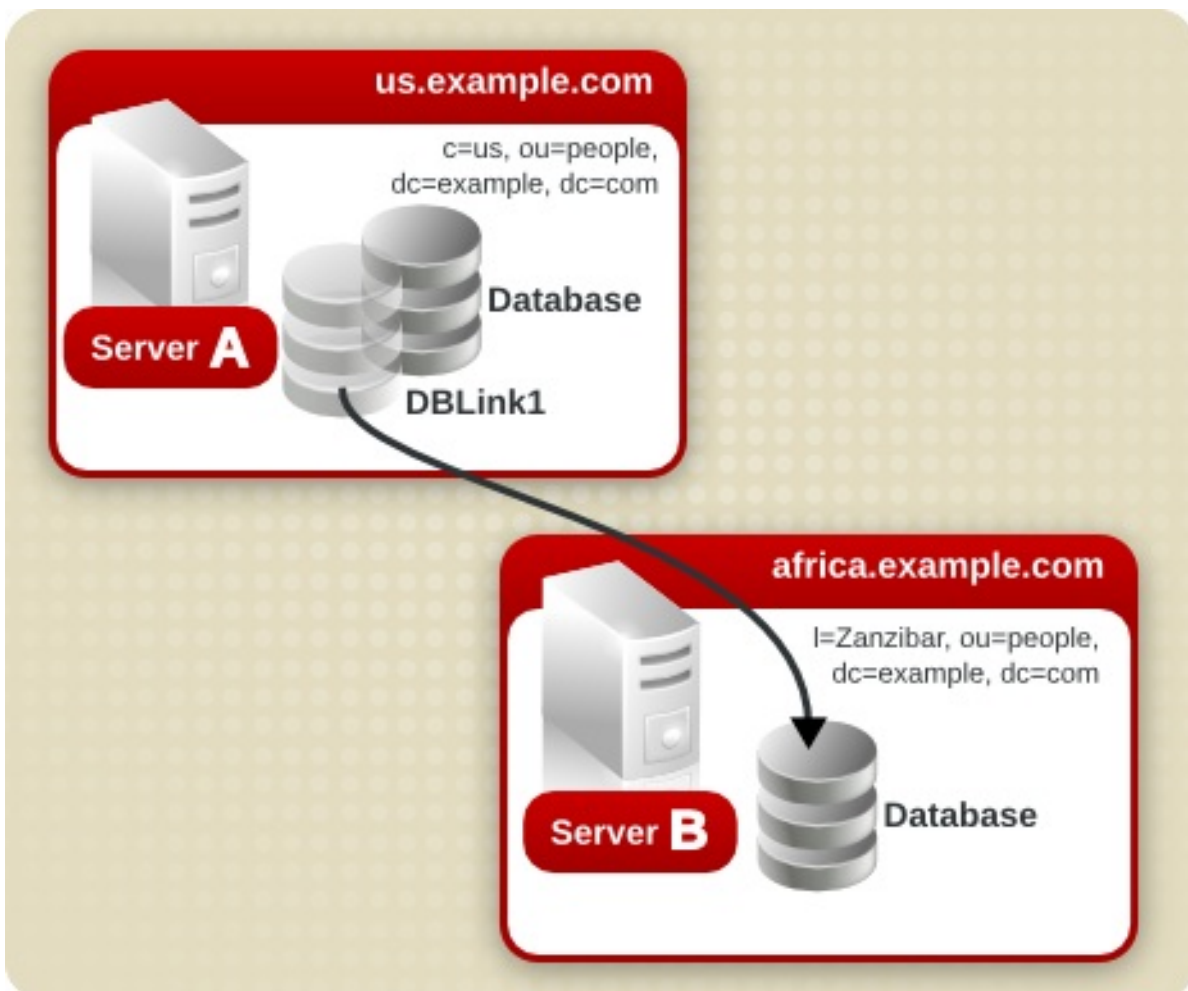 us.example.com
c=us, ou=people,
dc=example, dc=com
Database
Server A
DBLink1
africa.example.com
l=Zanzibar, ou=people,
dc=example, dc=com
Database
Server B